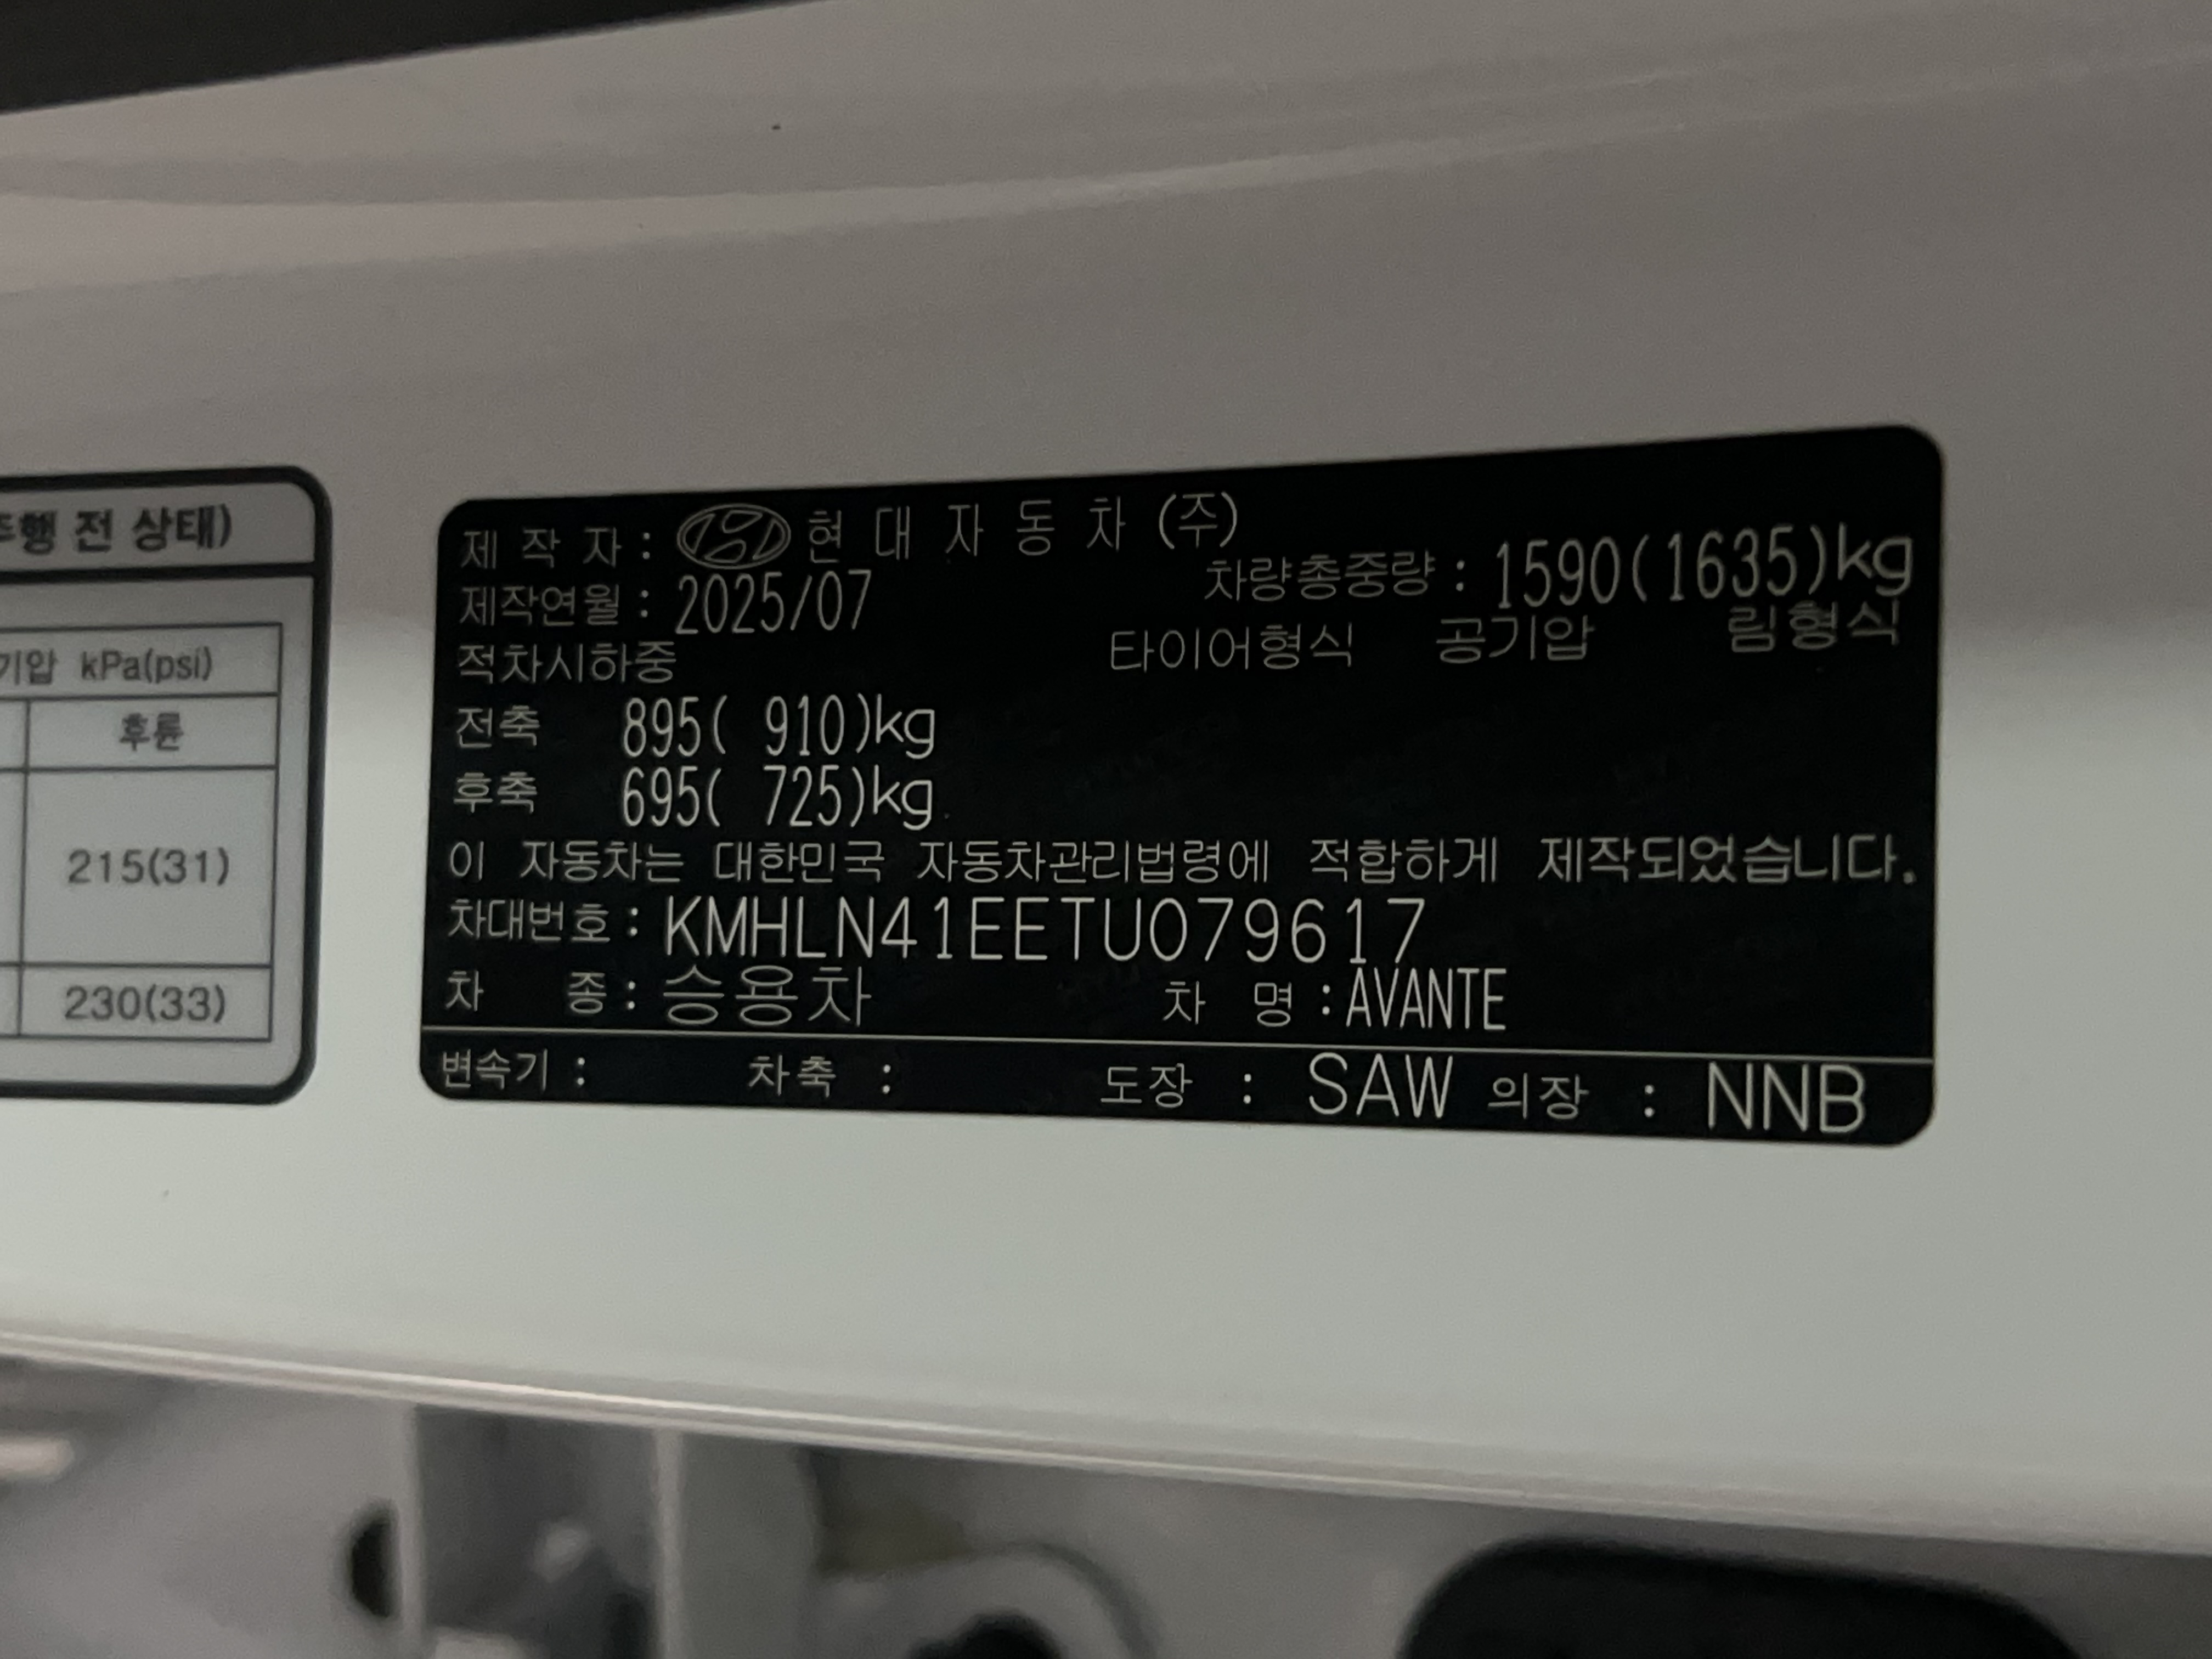 행 전 상태)
기압 kPa(psi)
후륜
215(31)
230(33)
제 작 자 : 현 대 자 동 차 (주)
차량총중량 : 1590(1635)kg
제작연월 : 2025/07
타이어형식 공기압 림형식
적차시하중
전축 895( 910)kg
후축 695( 725)kg
이 자동차는 대한민국 자동차관리법령에 적합하게 제작되었습니다.
차대번호 : KMHLN41EETU079617
차 종 : 승용차 차 명 : AVANTE
변속기 : 차축 : 도장 : SAW 의장 : NNB